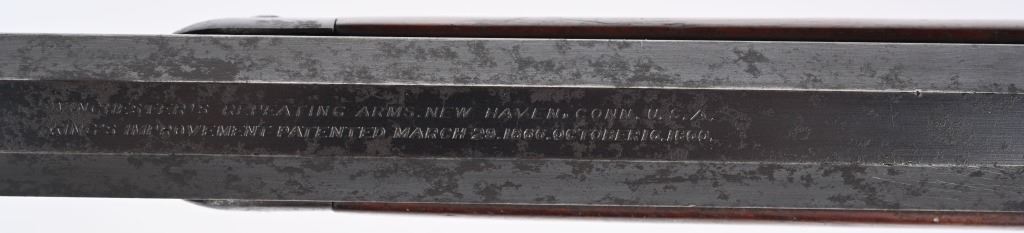 WINCHESTER'S REPEATING ARMS. NEW HAVEN. CONN. U.S.A.
KING'S IMPROVEMENT PATENTED MARCH 29. 1866. OCTOBER 16. 1860.